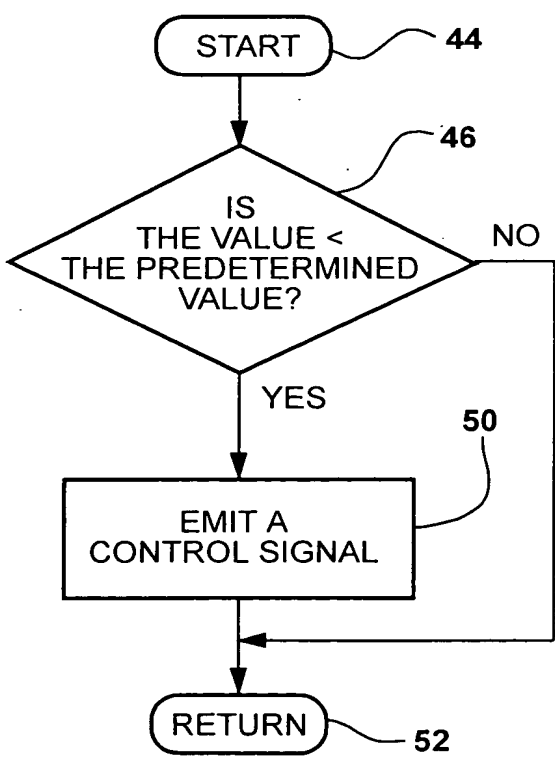 START
44
46
IS
THE VALUE <
THE PREDETERMINED
VALUE?
NO
YES
50
EMIT A
CONTROL SIGNAL
RETURN
52